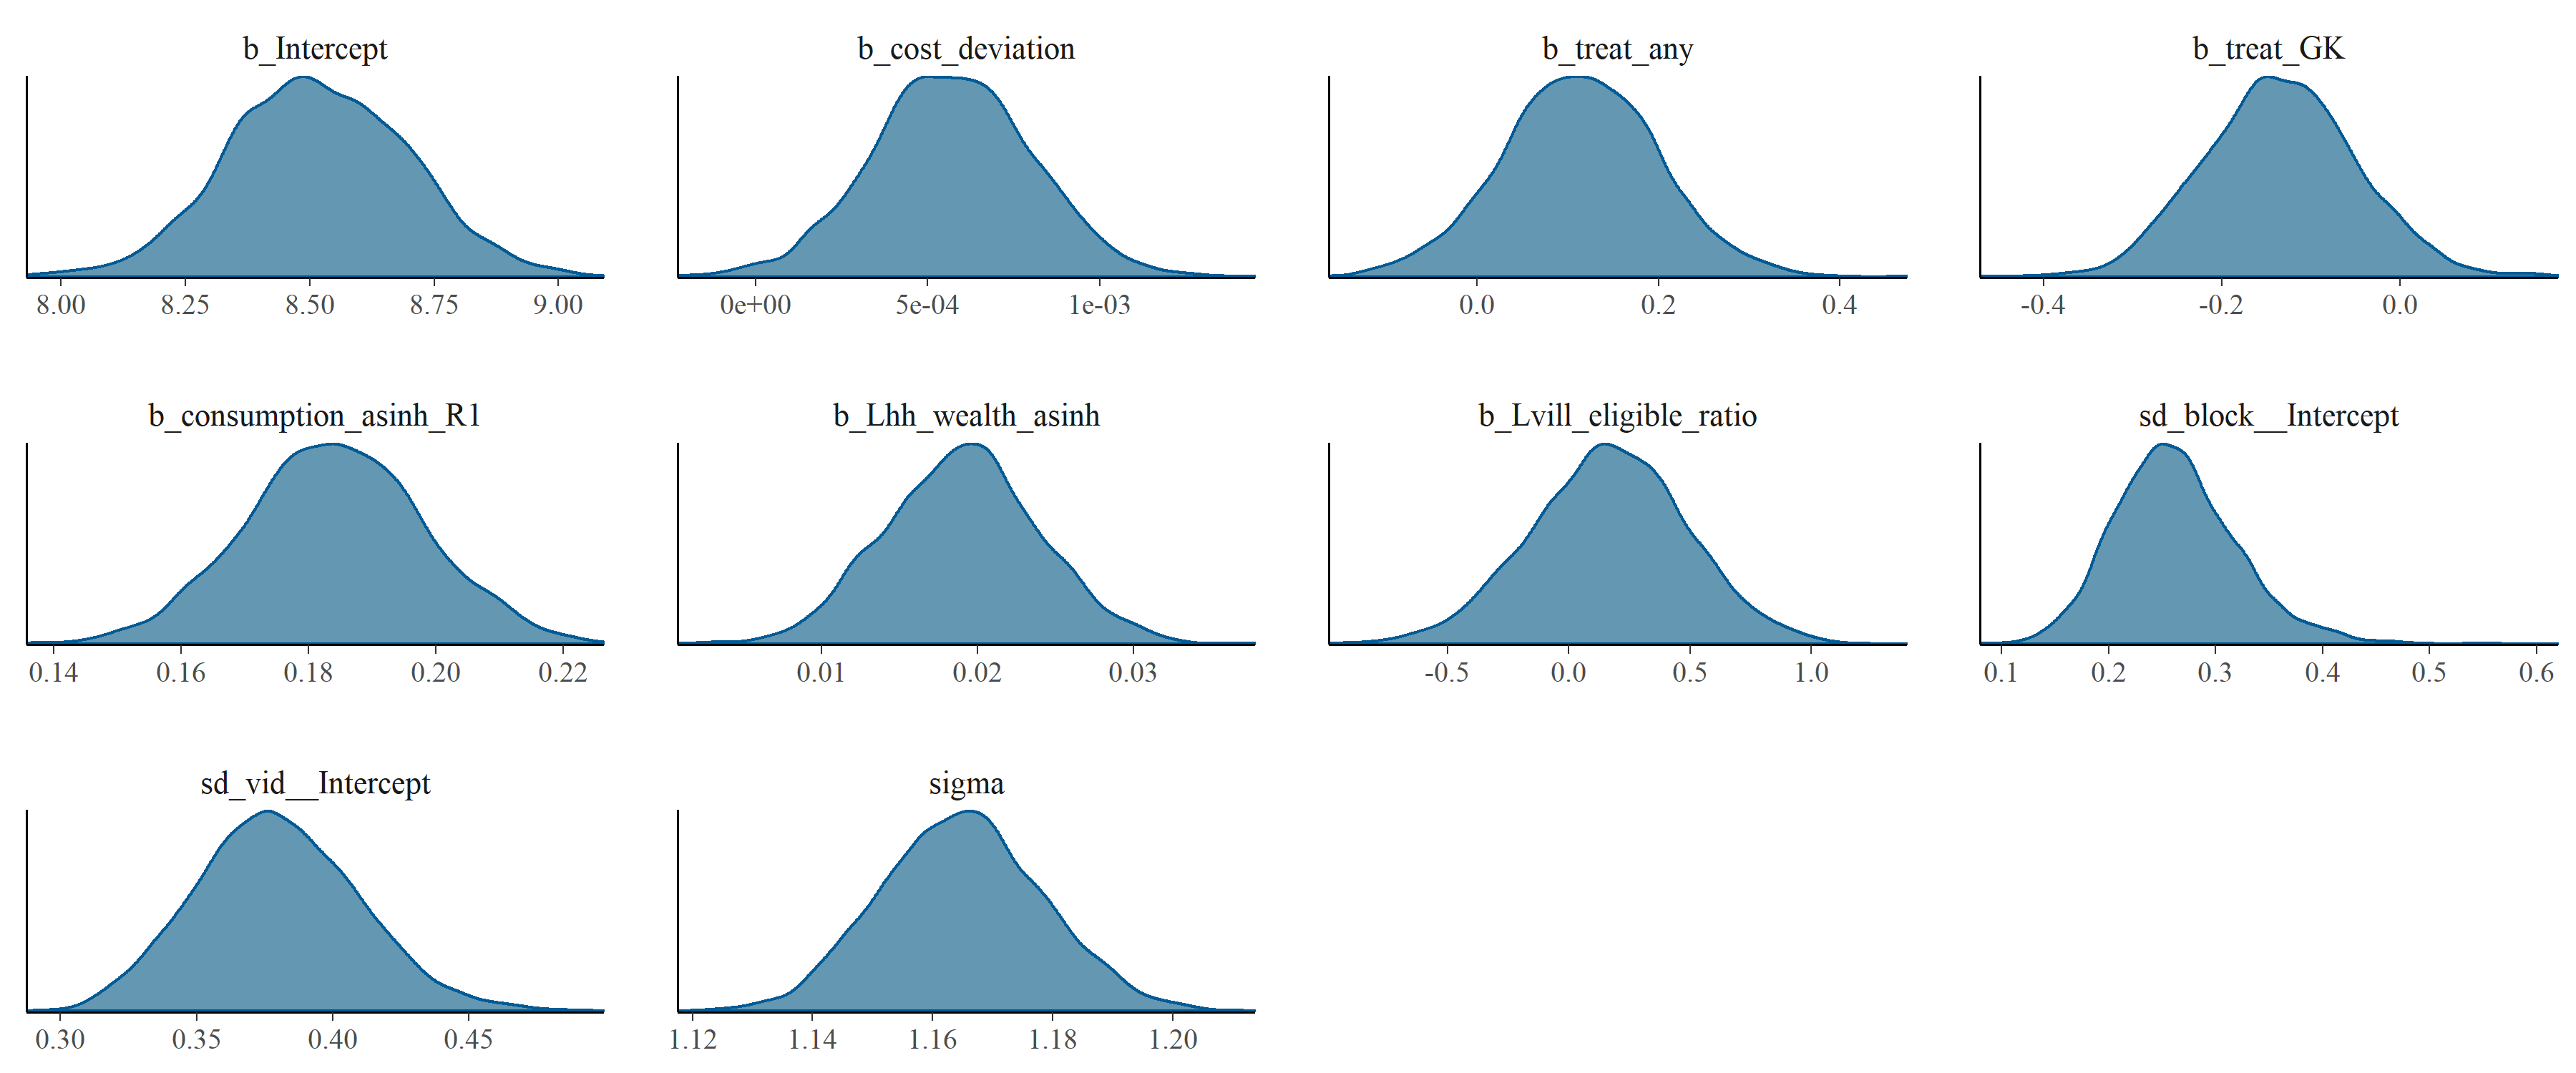 b_Intercept
b_cost_deviation
b_treat_any
b_treat_GK
8.00 8.25 8.50 8.75 9.00
0e+00 5e-04 1e-03
0.0 0.2 0.4
-0.4 -0.2 0.0
b_consumption_asinh_R1
b_Lhh_wealth_asinh
b_Lvill_eligible_ratio
sd_block__Intercept
0.14 0.16 0.18 0.20 0.22
0.01 0.02 0.03
-0.5 0.0 0.5 1.0
0.1 0.2 0.3 0.4 0.5 0.6
sd_vid__Intercept
sigma
0.30 0.35 0.40 0.45
1.12 1.14 1.16 1.18 1.20